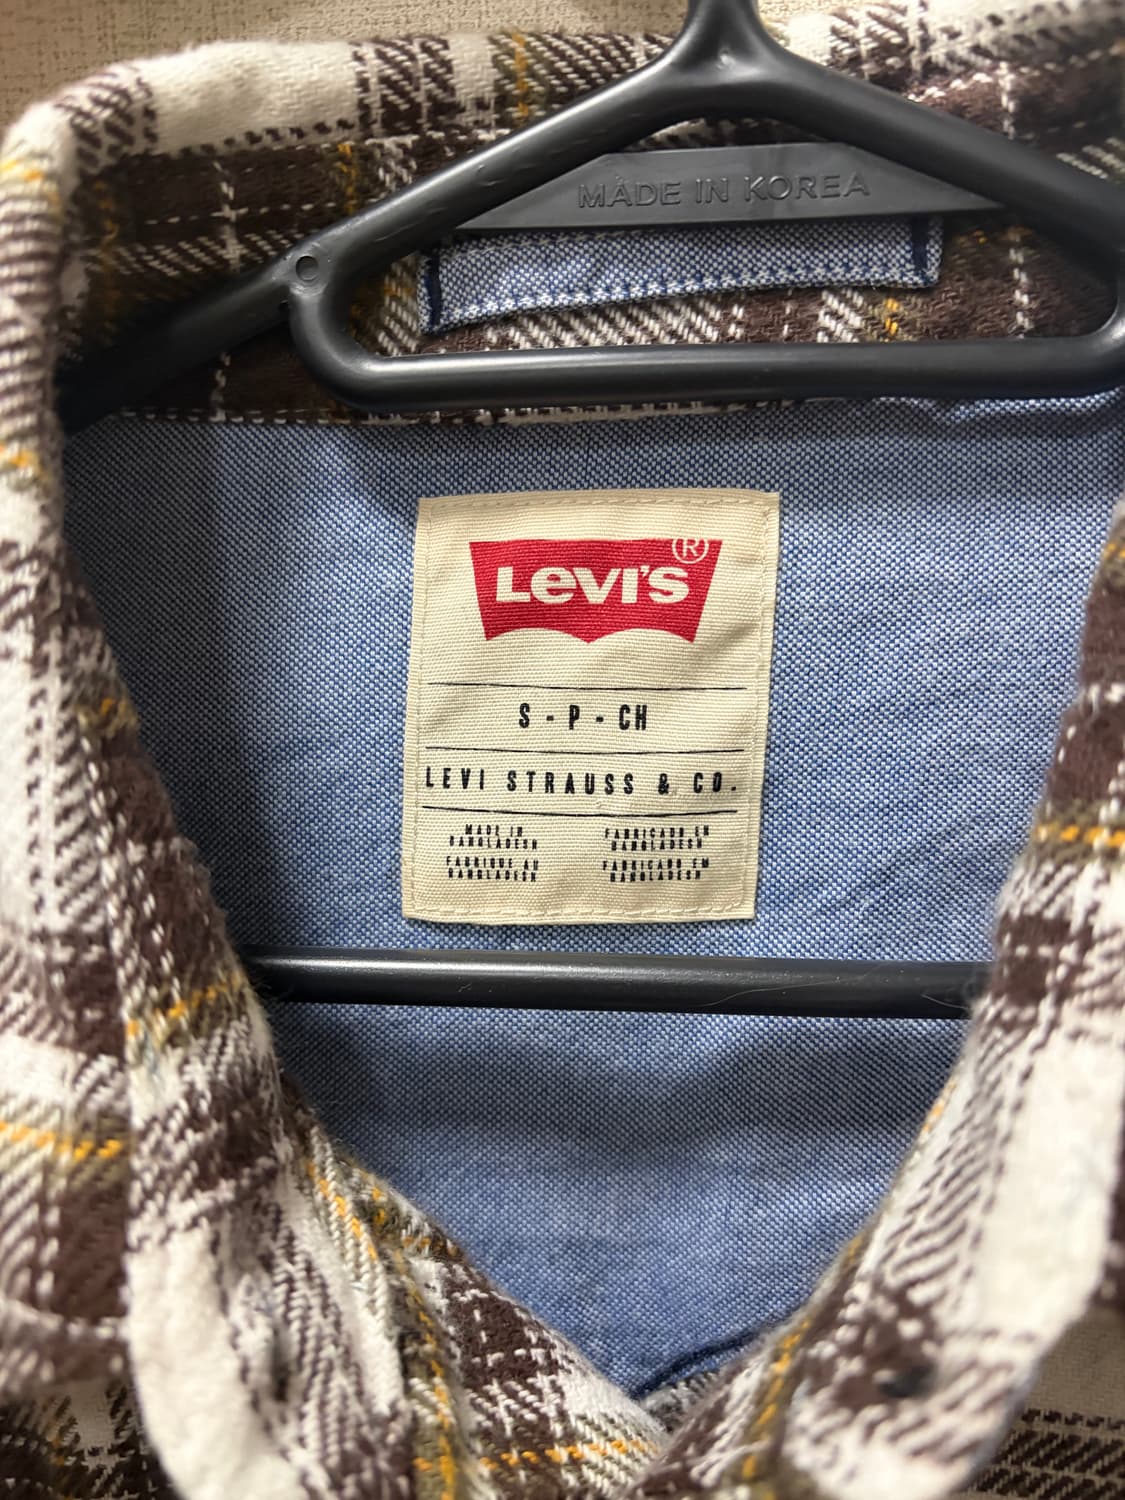 MADE IN KOREA
LEVI'S®
S - P - CH
LEVI STRAUSS & CO.
MADE IN
BANGLADESH
FABRIQUE AU
BANGLADESH
FABRICADO EN
BANGLADESH
FABRICADO EM
BANGLADESH